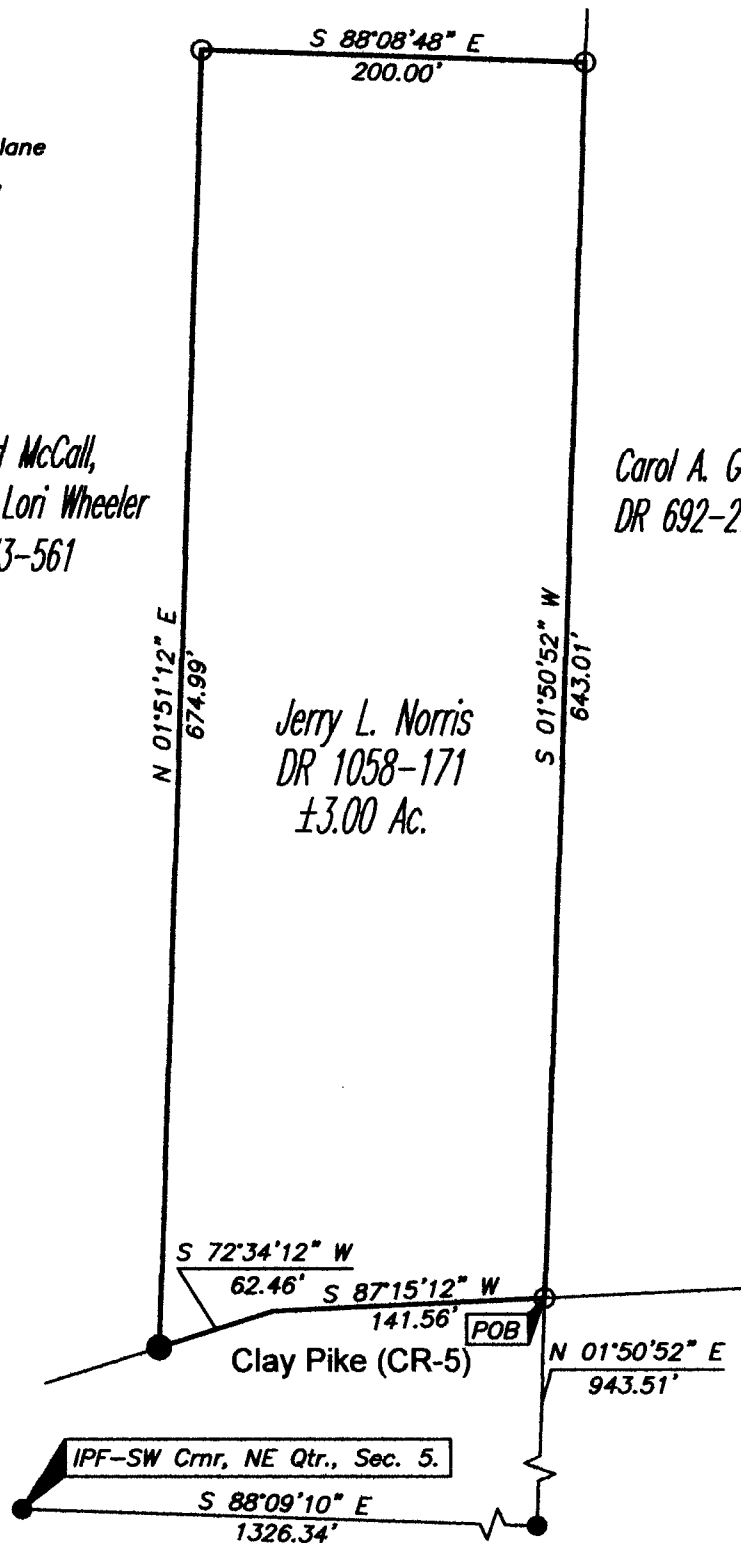 S 88°08'48" E
200.00'
lane
d McCall,
Lori Wheeler
3-561
Carol A. G
DR 692-2
N 01°51'12" E
674.99'
S 01°50'52" W
643.01'
Jerry L. Norris
DR 1058-171
±3.00 Ac.
S 72°34'12" W
62.46'
S 87°15'12" W
141.56'
POB
Clay Pike (CR-5)
N 01°50'52" E
943.51'
IPF-SW Crnr, NE Qtr., Sec. 5.
S 88°09'10" E
1326.34'